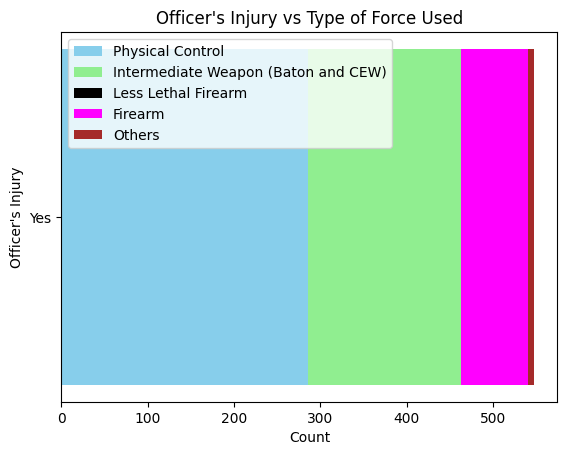 Officer's Injury vs Type of Force Used
Physical Control
Intermediate Weapon (Baton and CEW)
Less Lethal Firearm
Firearm
Others
Officer's Injury
Yes
0 100 200 300 400 500
Count